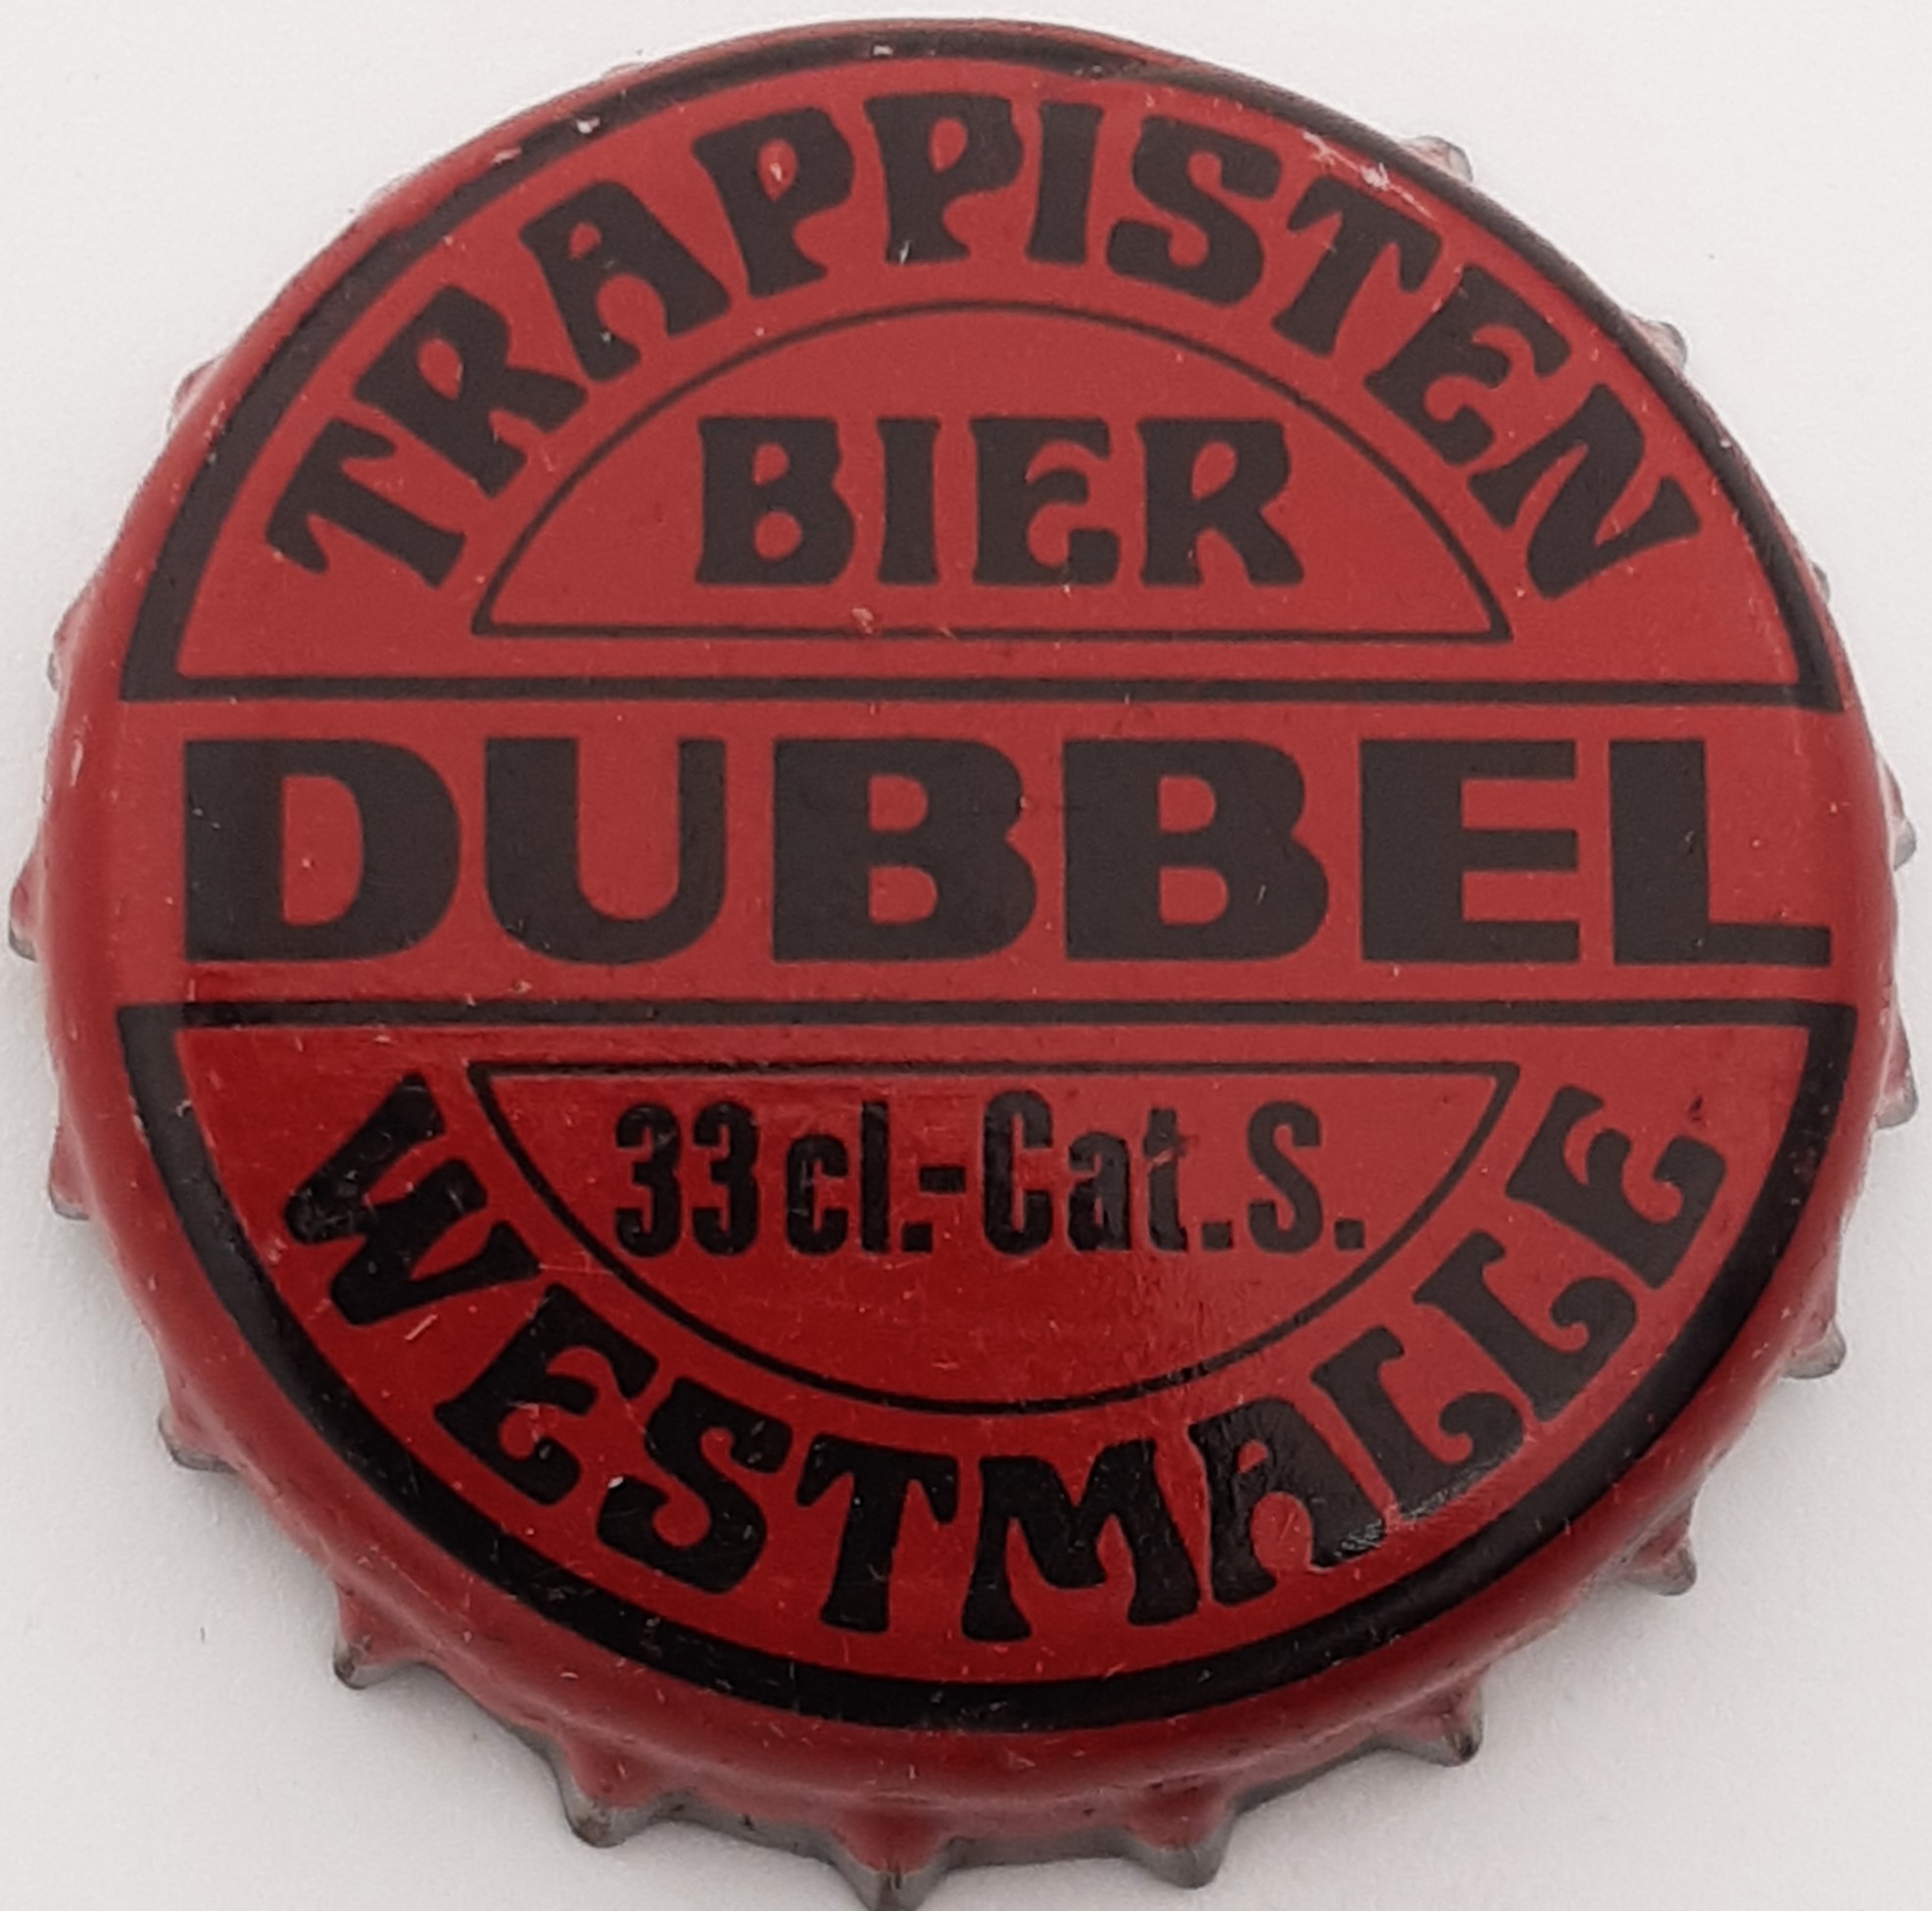 TRAPPISTEN
BIER
DUBBEL
33cl.-Cat.S.
WESTMALLE